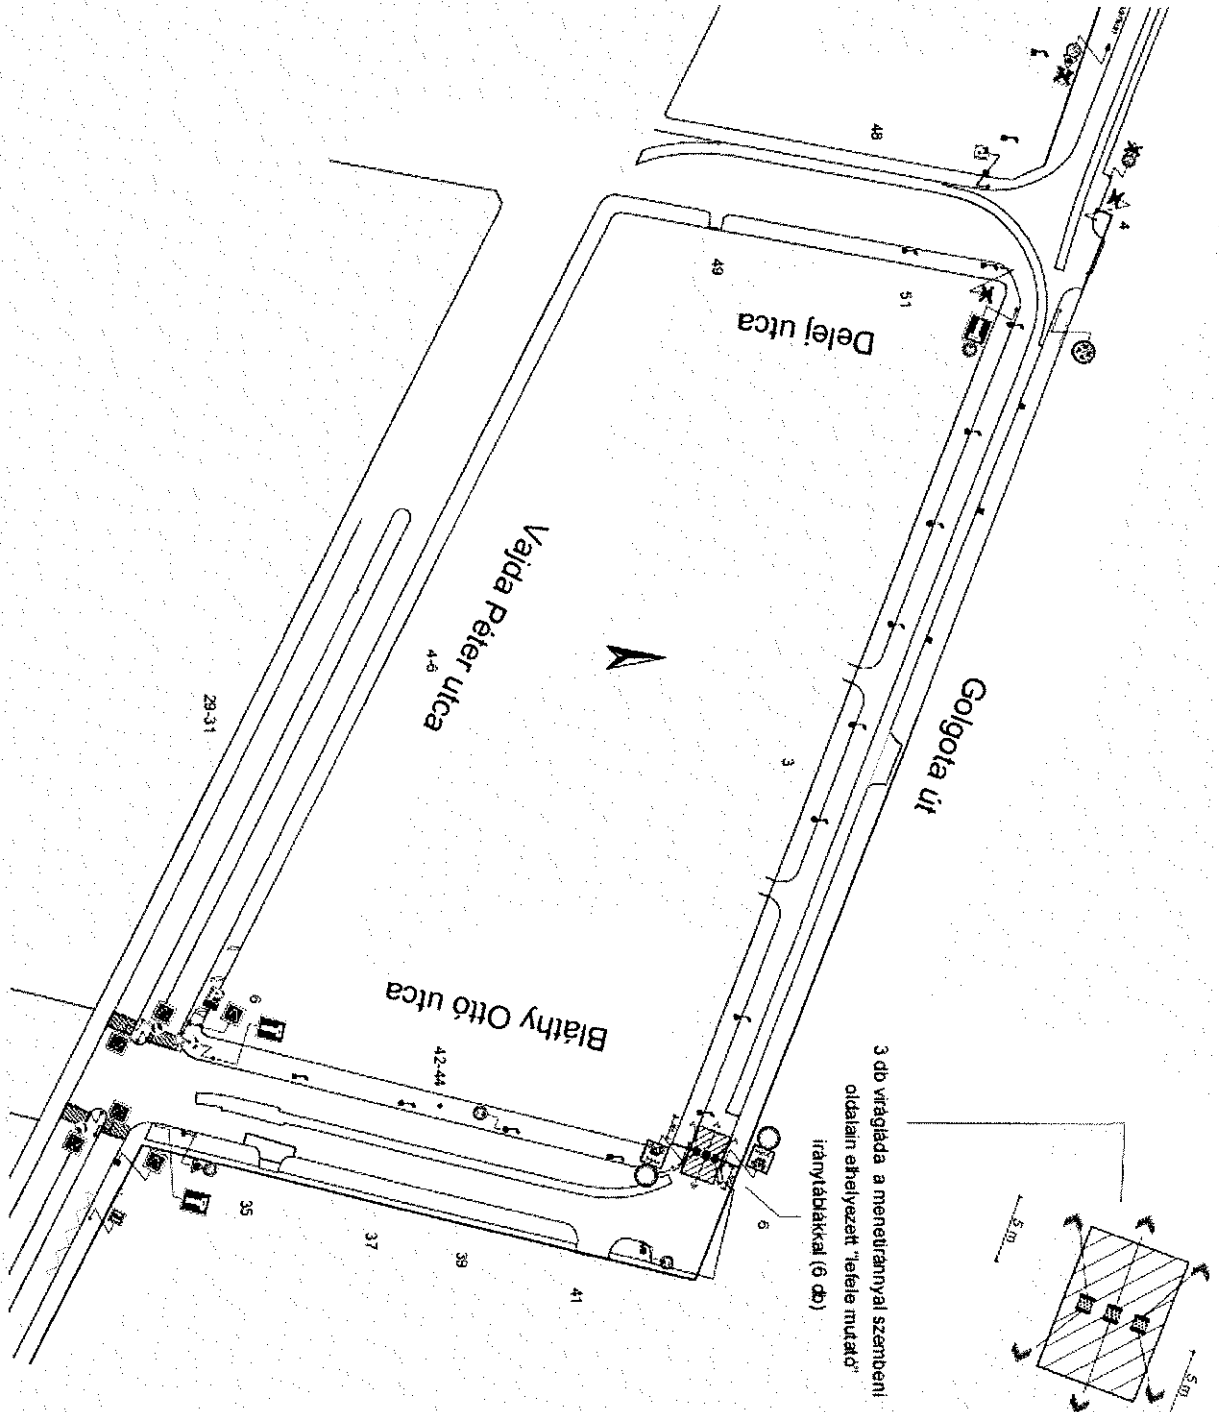 48
4
49
51
Delej utca
Vajda Péter utca
4-6
29-31
Golgota út
3
Bláthy Ottó utca
42-44
6
6
35
37
39
41
3 db virágláda a menetiránnyal szembeni
oldalain elhelyezett "lefele mutató"
iránytáblákkal (6 db)
5 m
5 m